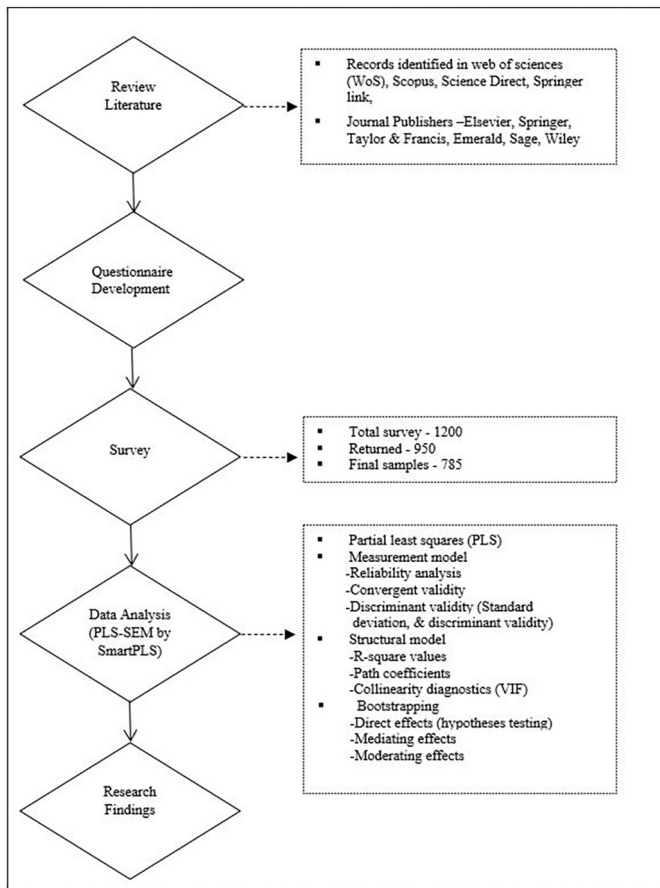 Review
Literature
▪ Records identified in web of sciences
(WoS), Scopus, Science Direct, Springer
link,
▪ Journal Publishers –Elsevier, Springer,
Taylor & Francis, Emerald, Sage, Wiley
Questionnaire
Development
Survey
▪ Total survey - 1200
▪ Returned - 950
▪ Final samples - 785
Data Analysis
(PLS-SEM by
SmartPLS)
▪ Partial least squares (PLS)
▪ Measurement model
-Reliability analysis
-Convergent validity
-Discriminant validity (Standard
deviation, & discriminant validity)
▪ Structural model
-R-square values
-Path coefficients
-Collinearity diagnostics (VIF)
▪ Bootstrapping
-Direct effects (hypotheses testing)
-Mediating effects
-Moderating effects
Research
Findings